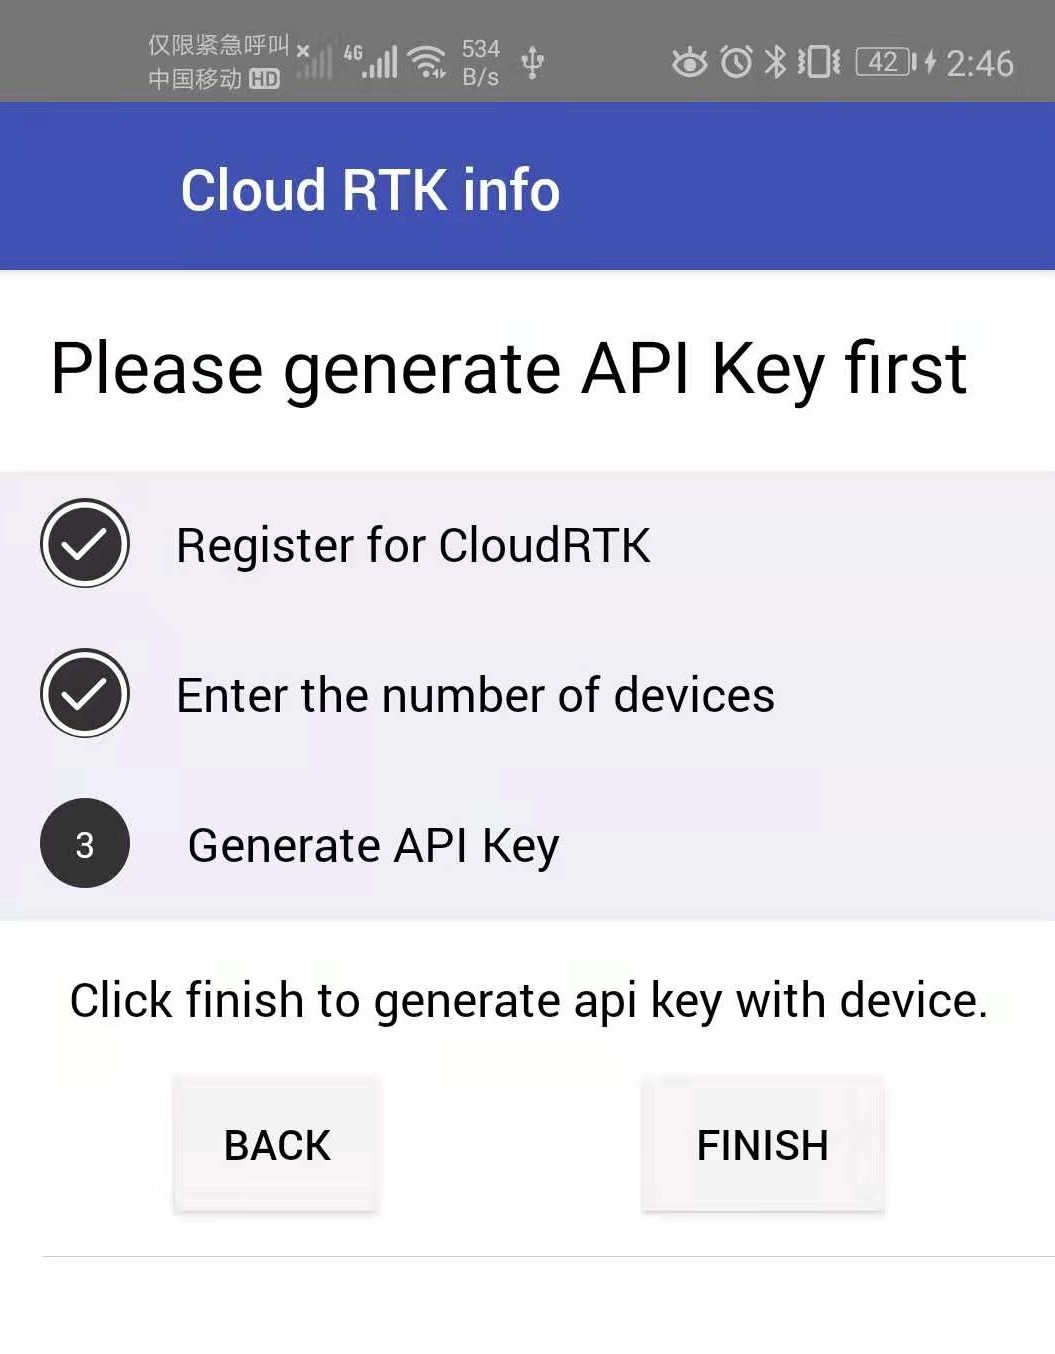 仅限紧急呼叫
中国移动 HD
4G
534
B/s
42
2:46
Cloud RTK info
Please generate API Key first
Register for CloudRTK
Enter the number of devices
3 Generate API Key
Click finish to generate api key with device.
BACK FINISH